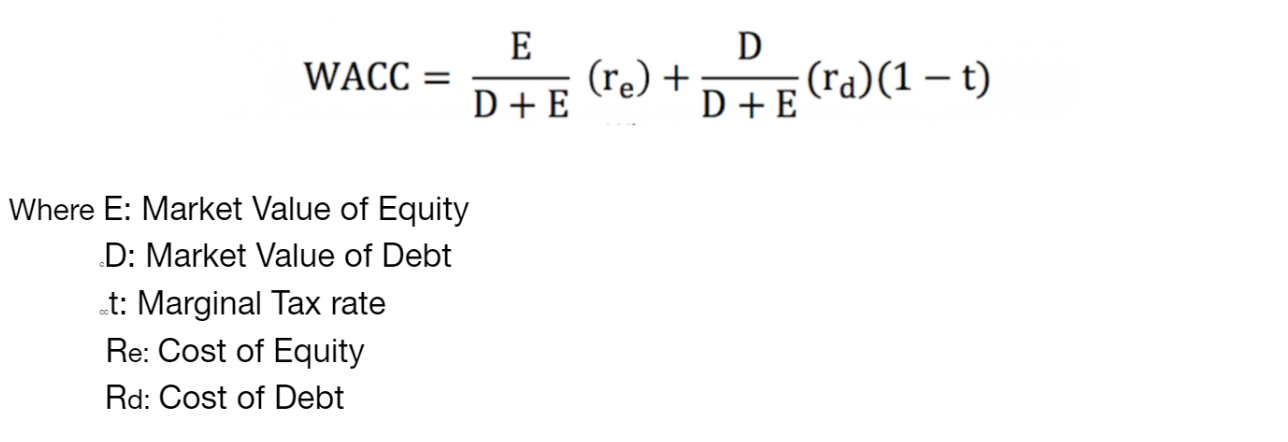 WACC = E/(D + E) (re) + D/(D + E) (rd)(1 − t)
Where E: Market Value of Equity
D: Market Value of Debt
t: Marginal Tax rate
Re: Cost of Equity
Rd: Cost of Debt